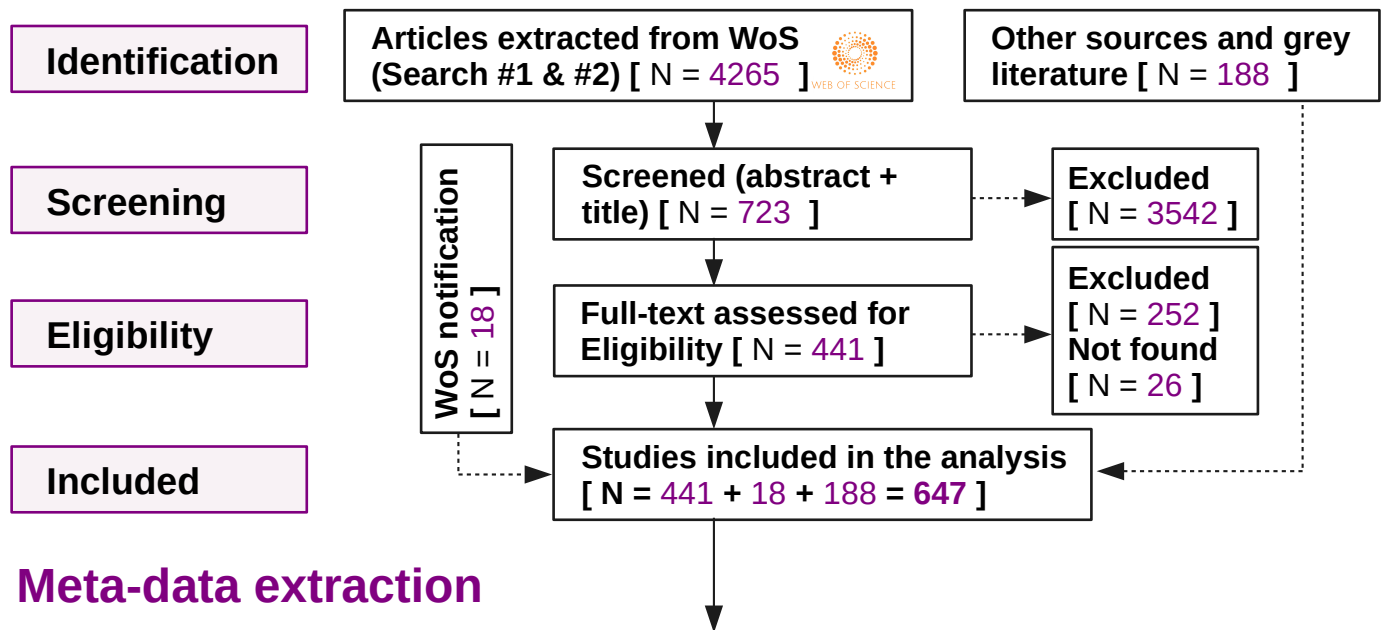 Identification
Articles extracted from WoS
(Search #1 & #2) [ N = 4265 ]
WEB OF SCIENCE
Other sources and grey
literature [ N = 188 ]
Screening
WoS notification
[ N = 18 ]
Screened (abstract +
title) [ N = 723 ]
Excluded
[ N = 3542 ]
Eligibility
Full-text assessed for
Eligibility [ N = 441 ]
Excluded
[ N = 252 ]
Not found
[ N = 26 ]
Included
Studies included in the analysis
[ N = 441 + 18 + 188 = 647 ]
Meta-data extraction